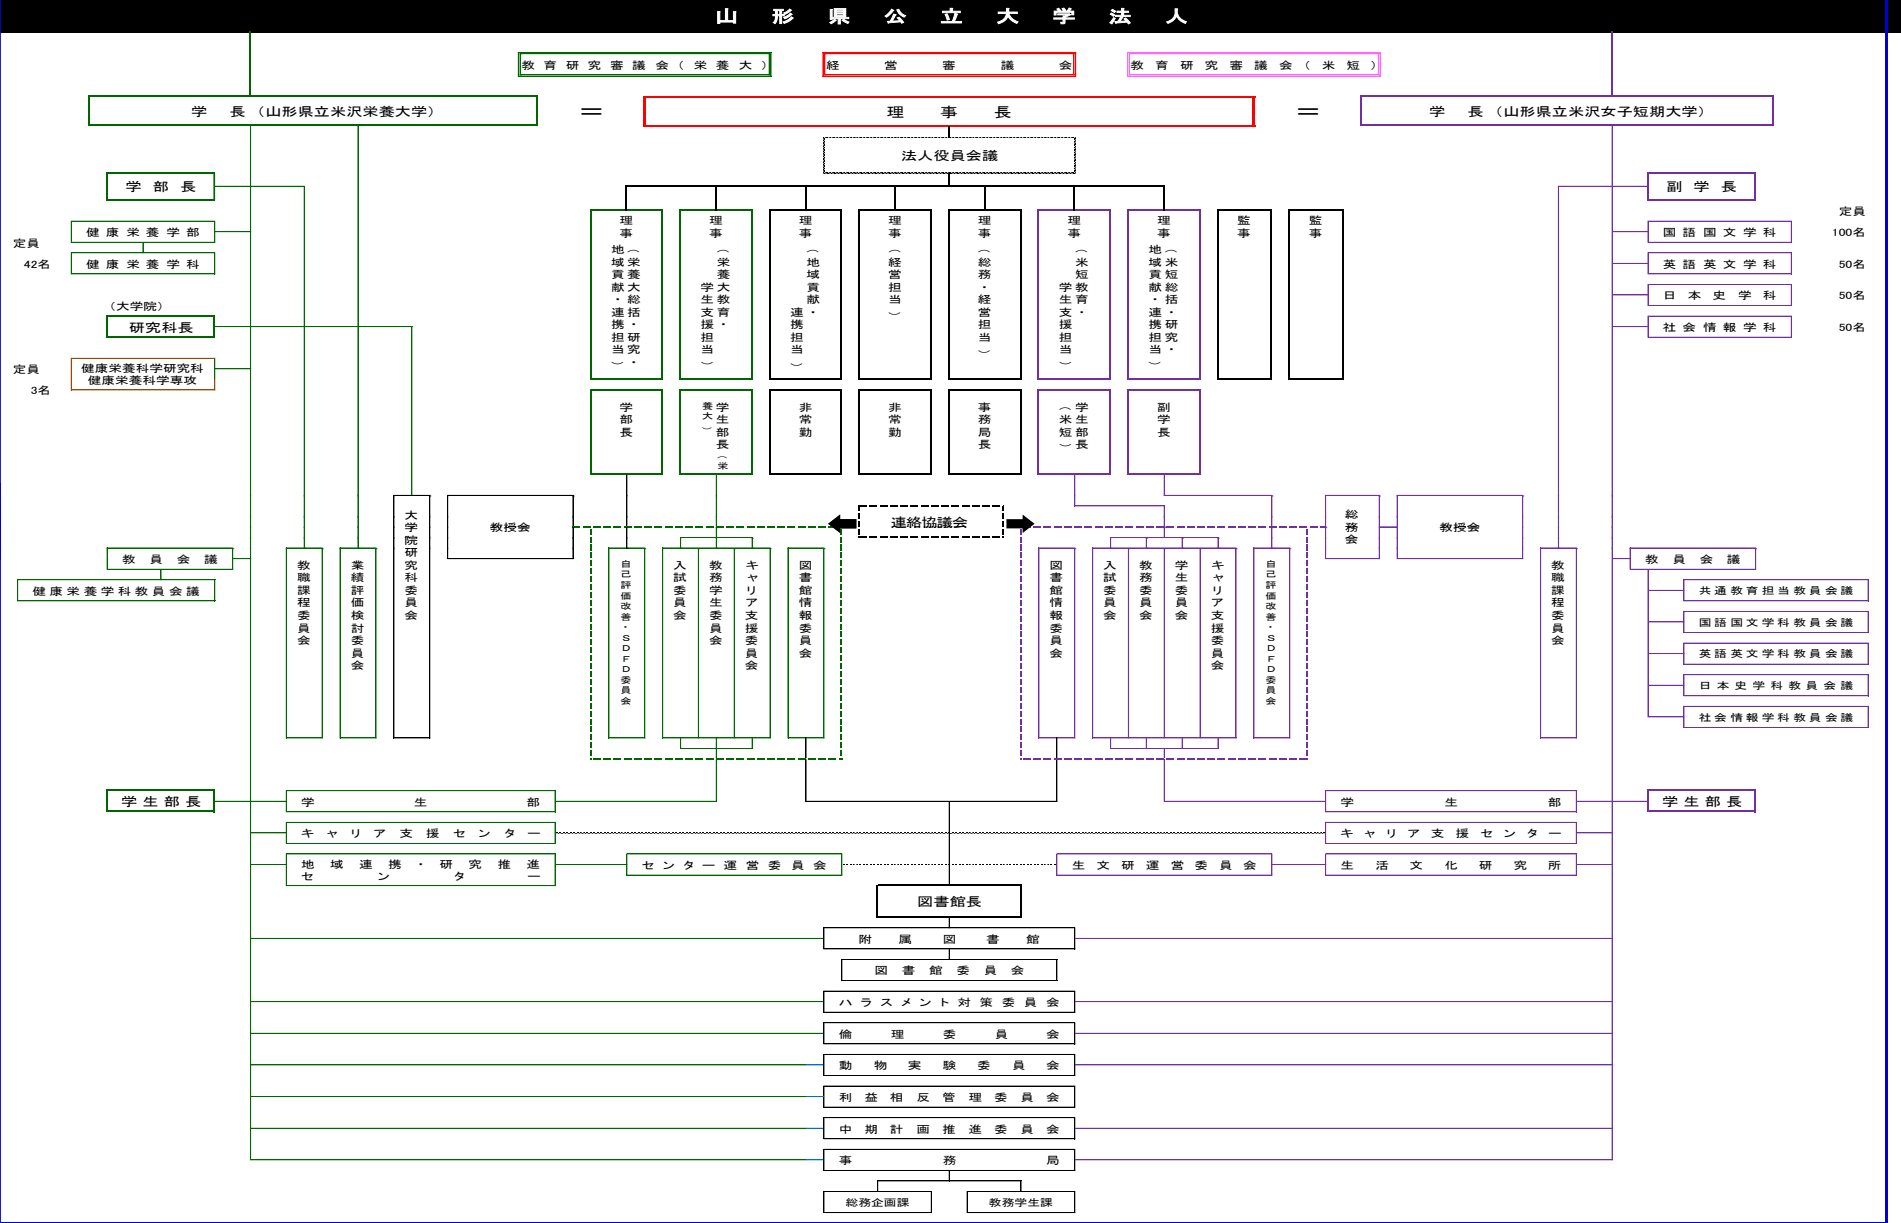 山形県公立大学法人
教育研究審議会(栄養大)
経営審議会
教育研究審議会(米短)
学長(山形県立米沢栄養大学)
＝
理事長
＝
学長(山形県立米沢女子短期大学)
法人役員会議
学部長
副学長
定員
健康栄養学部
定員
42名
健康栄養学科
国語国文学科
100名
英語英文学科
50名
日本史学科
50名
社会情報学科
50名
(大学院)
研究科長
定員
3名
健康栄養科学研究科
健康栄養科学専攻
理事
(栄養大総括・研究・
地域貢献・連携担当)
理事
(栄養大教育・
学生支援担当)
理事
(地域貢献・
連携担当)
理事
(経営担当)
理事
(総務・経営担当)
理事
(米短教育・
学生支援担当)
理事
(米短総括・研究・
地域貢献・連携担当)
監事
監事
学部長
学生部長(栄
養大)
非常勤
非常勤
事務局長
学生部長
(米短)
副学長
大学院研究科委員会
教授会
連絡協議会
総務会
教授会
教員会議
健康栄養学科教員会議
教職課程委員会
業績評価検討委員会
自己評価改善・SDFD委員会
入試委員会
教務学生委員会
キャリア支援委員会
図書館情報委員会
図書館情報委員会
入試委員会
教務委員会
学生委員会
キャリア支援委員会
自己評価改善・SDFD委員会
教職課程委員会
教員会議
共通教育担当教員会議
国語国文学科教員会議
英語英文学科教員会議
日本史学科教員会議
社会情報学科教員会議
学生部長
学生部
学生部
学生部長
キャリア支援センター
キャリア支援センター
地域連携・研究推進
センター
センター運営委員会
生文研運営委員会
生活文化研究所
図書館長
附属図書館
図書館委員会
ハラスメント対策委員会
倫理委員会
動物実験委員会
利益相反管理委員会
中期計画推進委員会
事務局
総務企画課
教務学生課